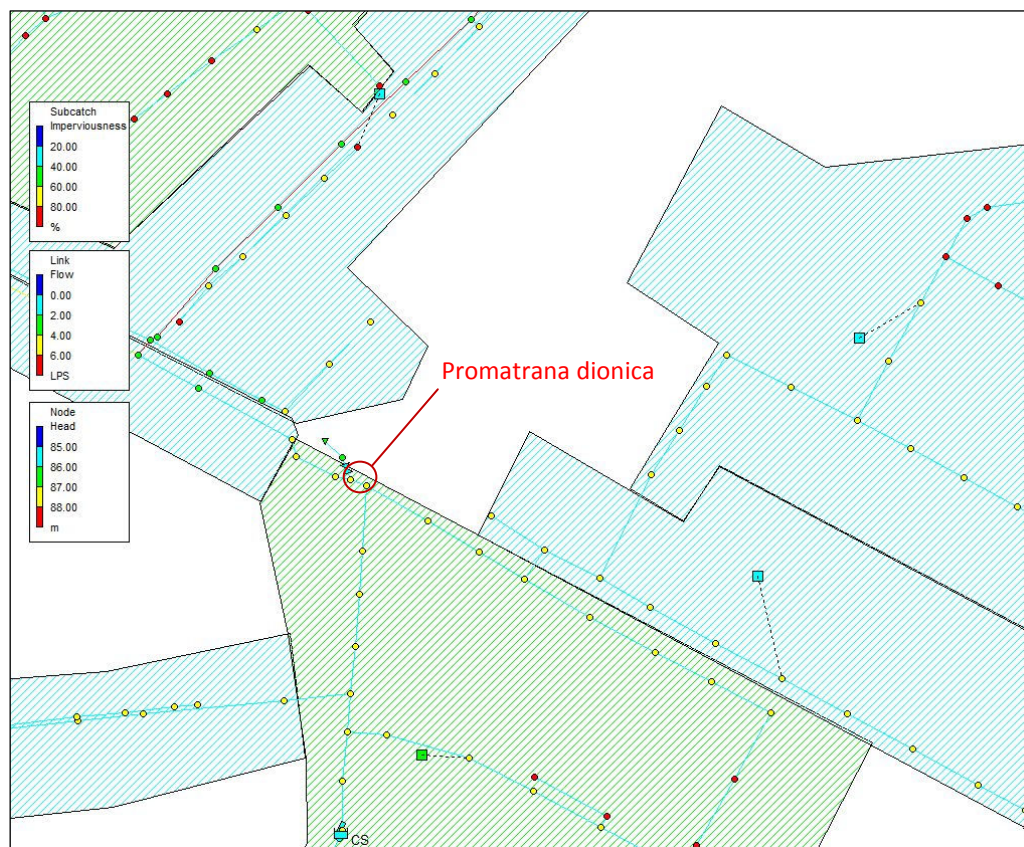 Subcatch
Imperviousness
20.00
40.00
60.00
80.00
%
Link
Flow
0.00
2.00
4.00
6.00
LPS
Node
Head
85.00
86.00
87.00
88.00
m
Promatrana dionica
CS